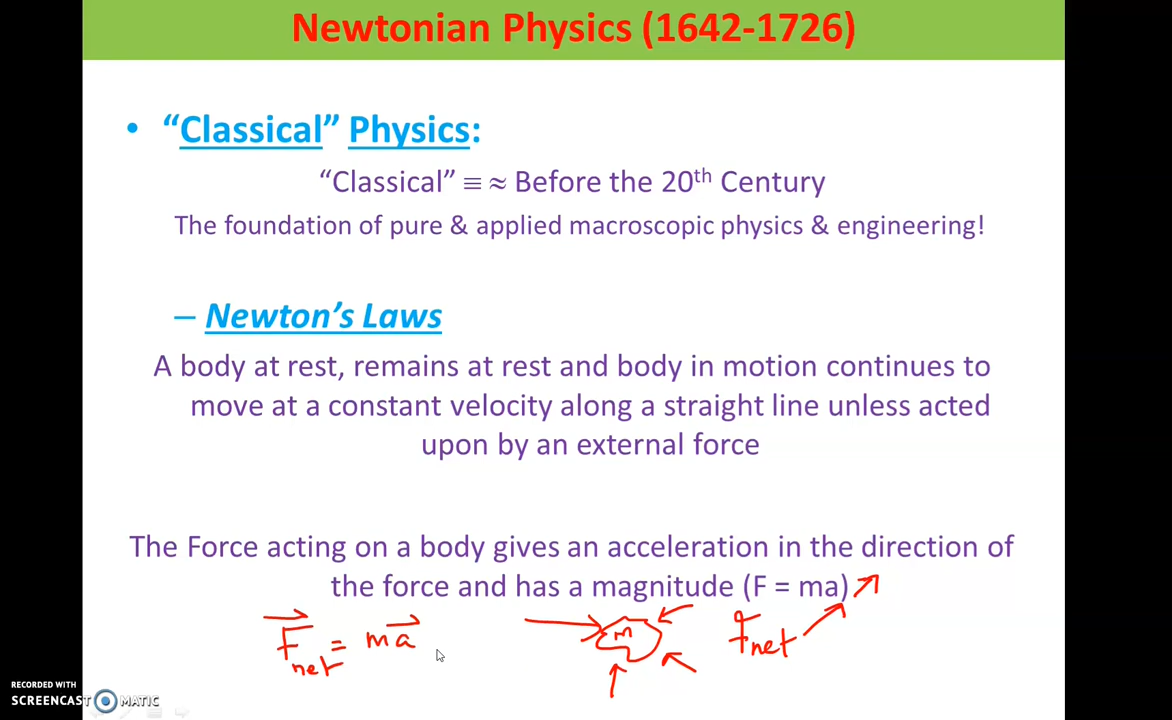 Newtonian Physics (1642-1726)
• “Classical” Physics:
“Classical” ≡ ≈ Before the 20th Century
The foundation of pure & applied macroscopic physics & engineering!
– Newton’s Laws
A body at rest, remains at rest and body in motion continues to
move at a constant velocity along a straight line unless acted
upon by an external force
The Force acting on a body gives an acceleration in the direction of
the force and has a magnitude (F = ma)
F net = ma
m
F net
RECORDED WITH
SCREENCAST MATIC